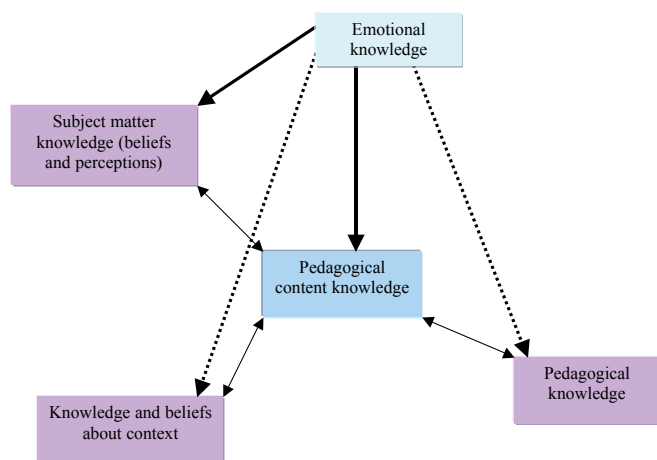 Emotional
knowledge
Subject matter
knowledge (beliefs
and perceptions)
Pedagogical
content knowledge
Pedagogical
knowledge
Knowledge and beliefs
about context